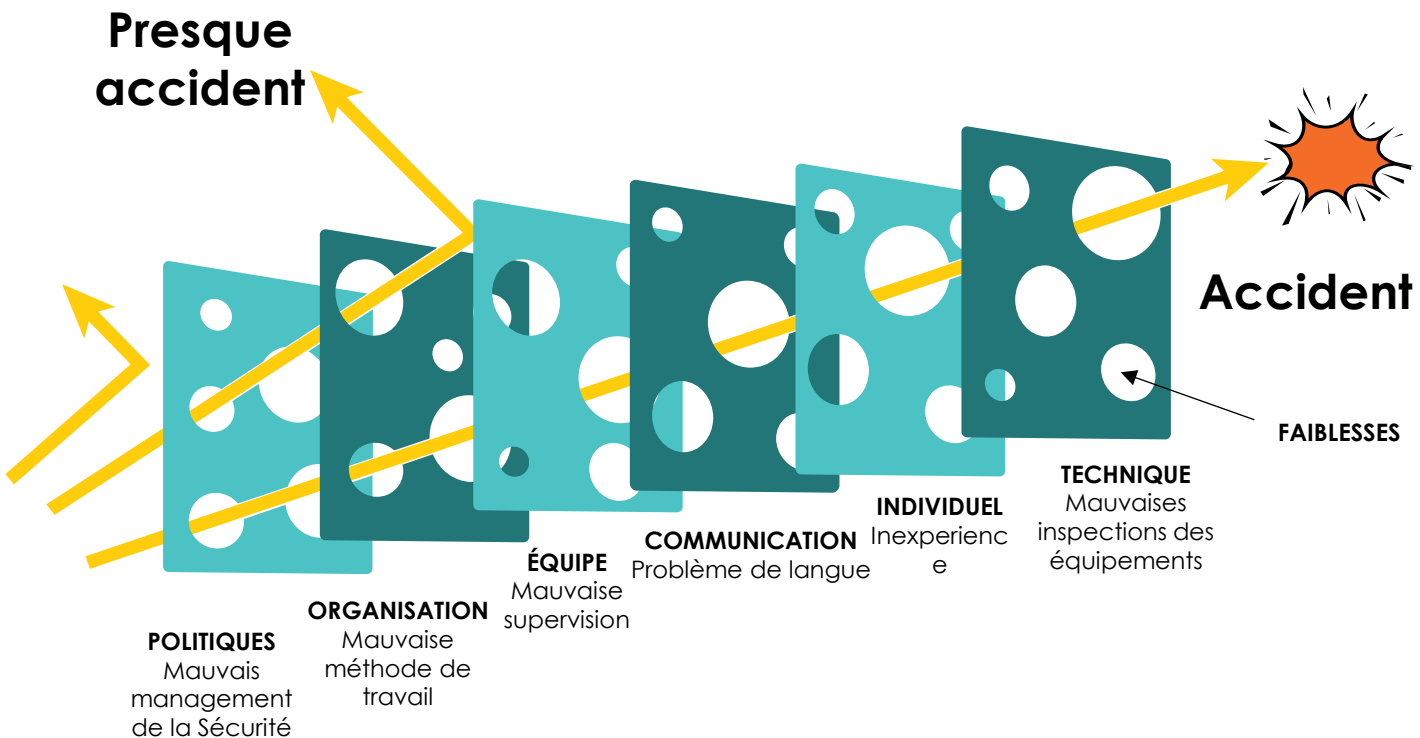 Presque
accident
Accident
FAIBLESSES
POLITIQUES
Mauvais
management
de la Sécurité
ORGANISATION
Mauvaise
méthode de
travail
ÉQUIPE
Mauvaise
supervision
COMMUNICATION
Problème de langue
INDIVIDUEL
Inexperienc
e
TECHNIQUE
Mauvaises
inspections des
équipements